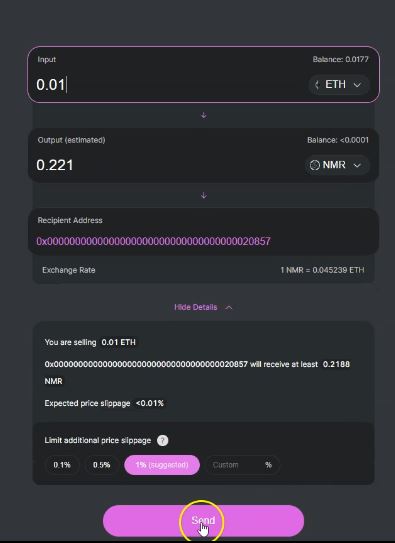 Input Balance: 0.0177
0.01 ETH
Output (estimated) Balance: <0.0001
0.221 NMR
Recipient Address
0x0000000000000000000000000000000000020857
Exchange Rate 1 NMR = 0.045239 ETH
Hide Details
You are selling 0.01 ETH
0x0000000000000000000000000000000000020857 will receive at least 0.2188
NMR
Expected price slippage <0.01%
Limit additional price slippage ?
0.1% 0.5% 1% (suggested) Custom %
Send